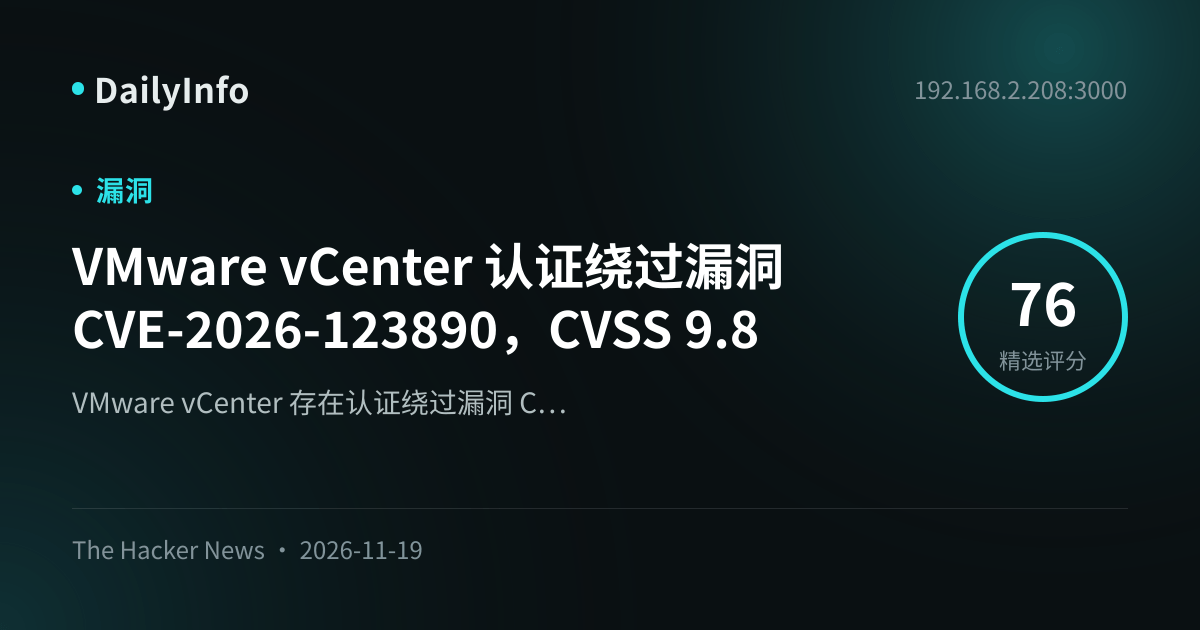 DailyInfo
192.168.2.208:3000
漏洞
VMware vCenter 认证绕过漏洞
CVE-2026-123890，CVSS 9.8
76
精选评分
VMware vCenter 存在认证绕过漏洞 C…
The Hacker News · 2026-11-19